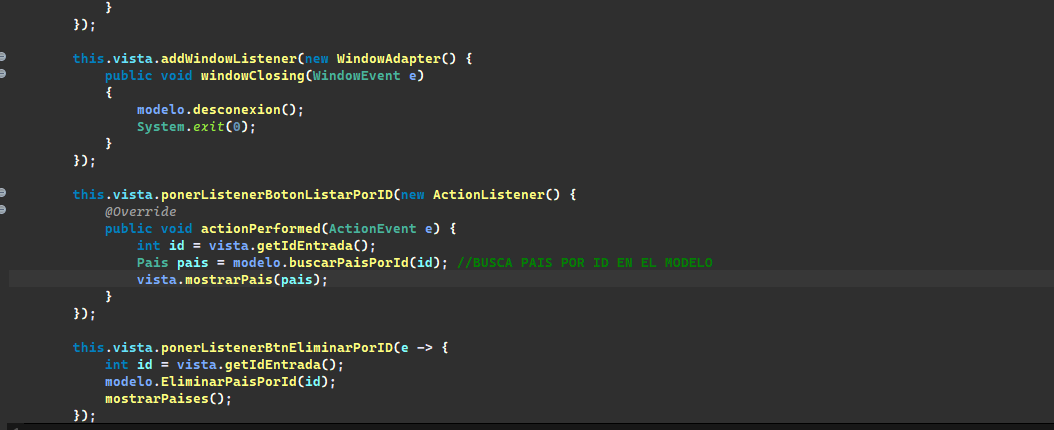 }
});
this.vista.addWindowListener(new WindowAdapter() {
public void windowClosing(WindowEvent e)
{
modelo.desconexion();
System.exit(0);
}
});
this.vista.ponerListenerBotonListarPorID(new ActionListener() {
@Override
public void actionPerformed(ActionEvent e) {
int id = vista.getIdEntrada();
Pais pais = modelo.buscarPaisPorId(id); //BUSCA PAIS POR ID EN EL MODELO
vista.mostrarPais(pais);
}
});
this.vista.ponerListenerBtnEliminarPorID(e -> {
int id = vista.getIdEntrada();
modelo.EliminarPaisPorId(id);
mostrarPaises();
});